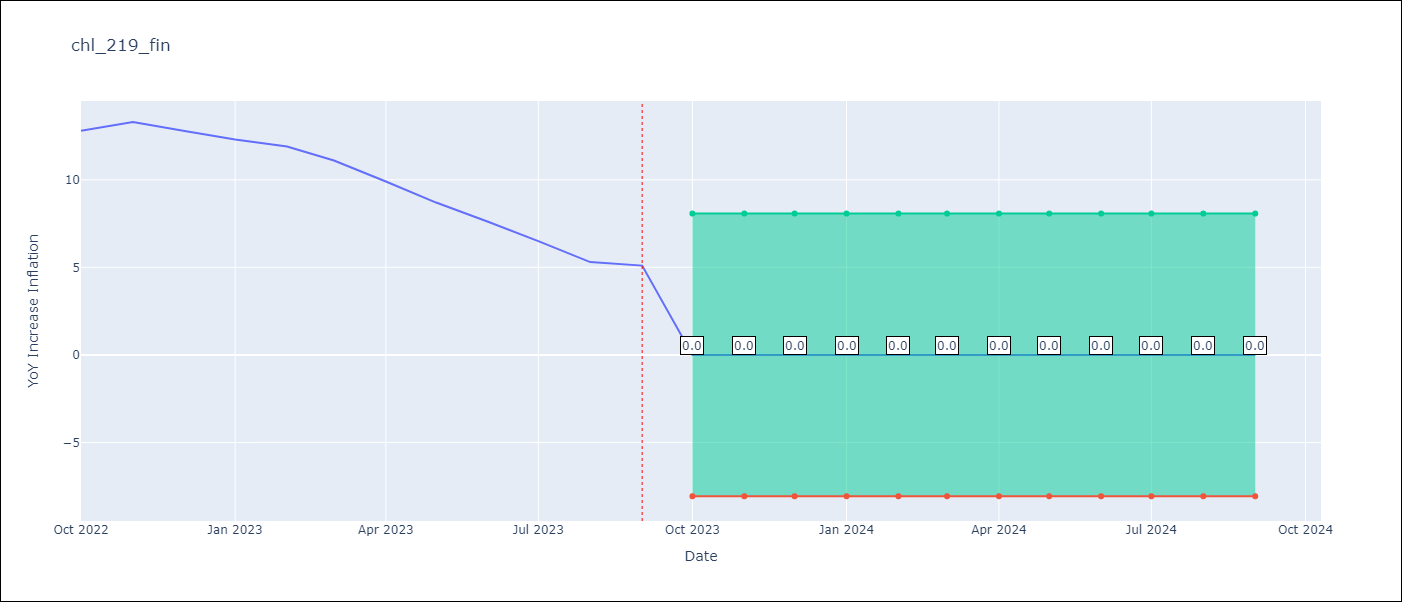 chl_219_fin
YoY Increase Inflation
10
5
0
−5
0.0 0.0 0.0 0.0 0.0 0.0 0.0 0.0 0.0 0.0 0.0 0.0
Oct 2022 Jan 2023 Apr 2023 Jul 2023 Oct 2023 Jan 2024 Apr 2024 Jul 2024 Oct 2024
Date